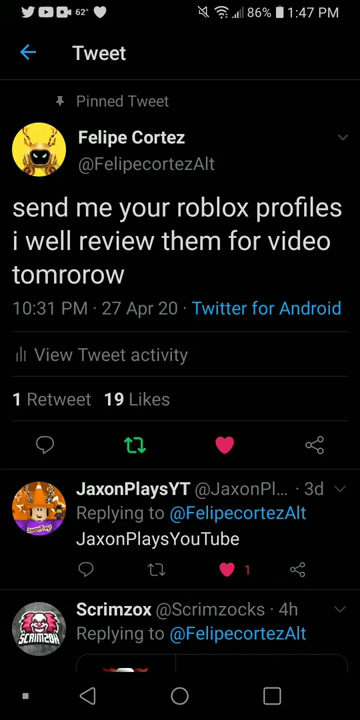 62° 86% 1:47 PM
Tweet
Pinned Tweet
Felipe Cortez
@FelipecortezAlt
send me your roblox profiles
i well review them for video
tomrorow
10:31 PM · 27 Apr 20 · Twitter for Android
View Tweet activity
1 Retweet 19 Likes
JaxonPlaysYT @JaxonPl... · 3d
Replying to @FelipecortezAlt
JaxonPlaysYouTube
1
Scrimzox @Scrimzocks · 4h
SCRIMZOX
Replying to @FelipecortezAlt